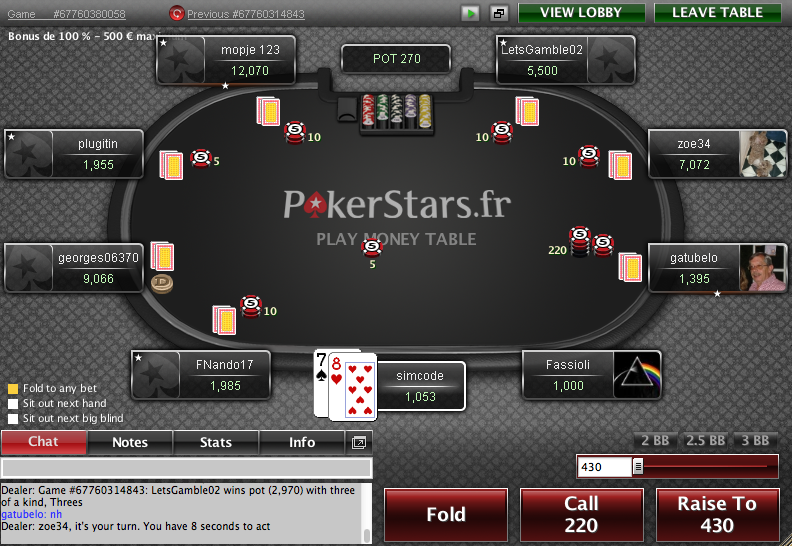 Game #67760380058 Previous #67760314843 VIEW LOBBY LEAVE TABLE
Bonus de 100 % - 500 € max
mopje 123
12,070
POT 270
LetsGamble02
5,500
10
10
plugitin
1,955
5
10
zoe34
7,072
PokerStars.fr
PLAY MONEY TABLE
georges06370
9,066
D
5
220
gatubelo
1,395
10
FNando17
1,985
7
8
simcode
1,053
Fassioli
1,000
Fold to any bet
Sit out next hand
Sit out next big blind
Chat Notes Stats Info
2 BB 2.5 BB 3 BB
430
Dealer: Game #67760314843: LetsGamble02 wins pot (2,970) with three
of a kind, Threes
gatubelo: nh
Dealer: zoe34, it's your turn. You have 8 seconds to act
Fold
Call
220
Raise To
430